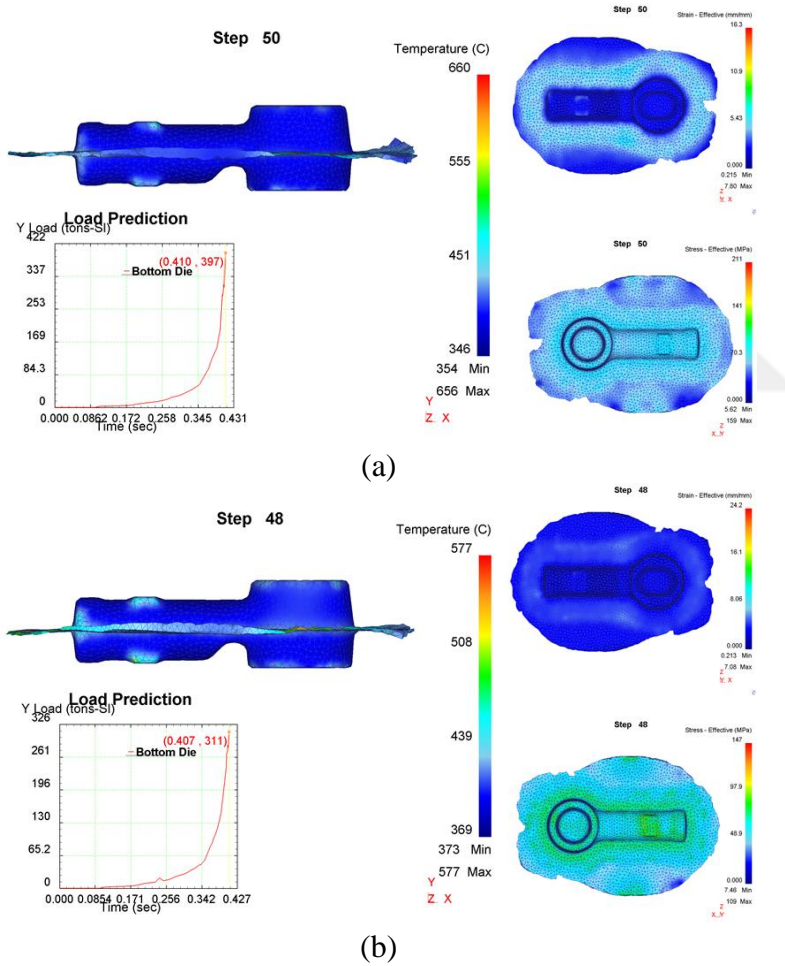 Step 50
Temperature (C)
660
555
451
346
354 Min
656 Max
Y
Z X
Load Prediction
Y Load (tons-SI)
422
337
253
169
84.3
0
(0.410 , 397)
Bottom Die
0.000 0.0862 0.172 0.258 0.345 0.431
Time (sec)
Step 50
Strain - Effective (mm/mm)
16.3
10.9
5.43
0.000
0.215 Min
7.80 Max
Z
Y X
Step 50
Stress - Effective (MPa)
211
141
70.3
0.000
5.62 Min
159 Max
Z
X Y
(a)
Step 48
Temperature (C)
577
508
439
369
373 Min
577 Max
Y
Z X
Load Prediction
Y Load (tons-SI)
326
261
196
130
65.2
0
(0.407 , 311)
Bottom Die
0.000 0.0854 0.171 0.256 0.342 0.427
Time (sec)
Step 48
Strain - Effective (mm/mm)
24.2
16.1
8.06
0.000
0.213 Min
7.08 Max
Z
Y X
Step 48
Stress - Effective (MPa)
147
97.9
48.9
0.000
7.46 Min
109 Max
Z
X Y
(b)